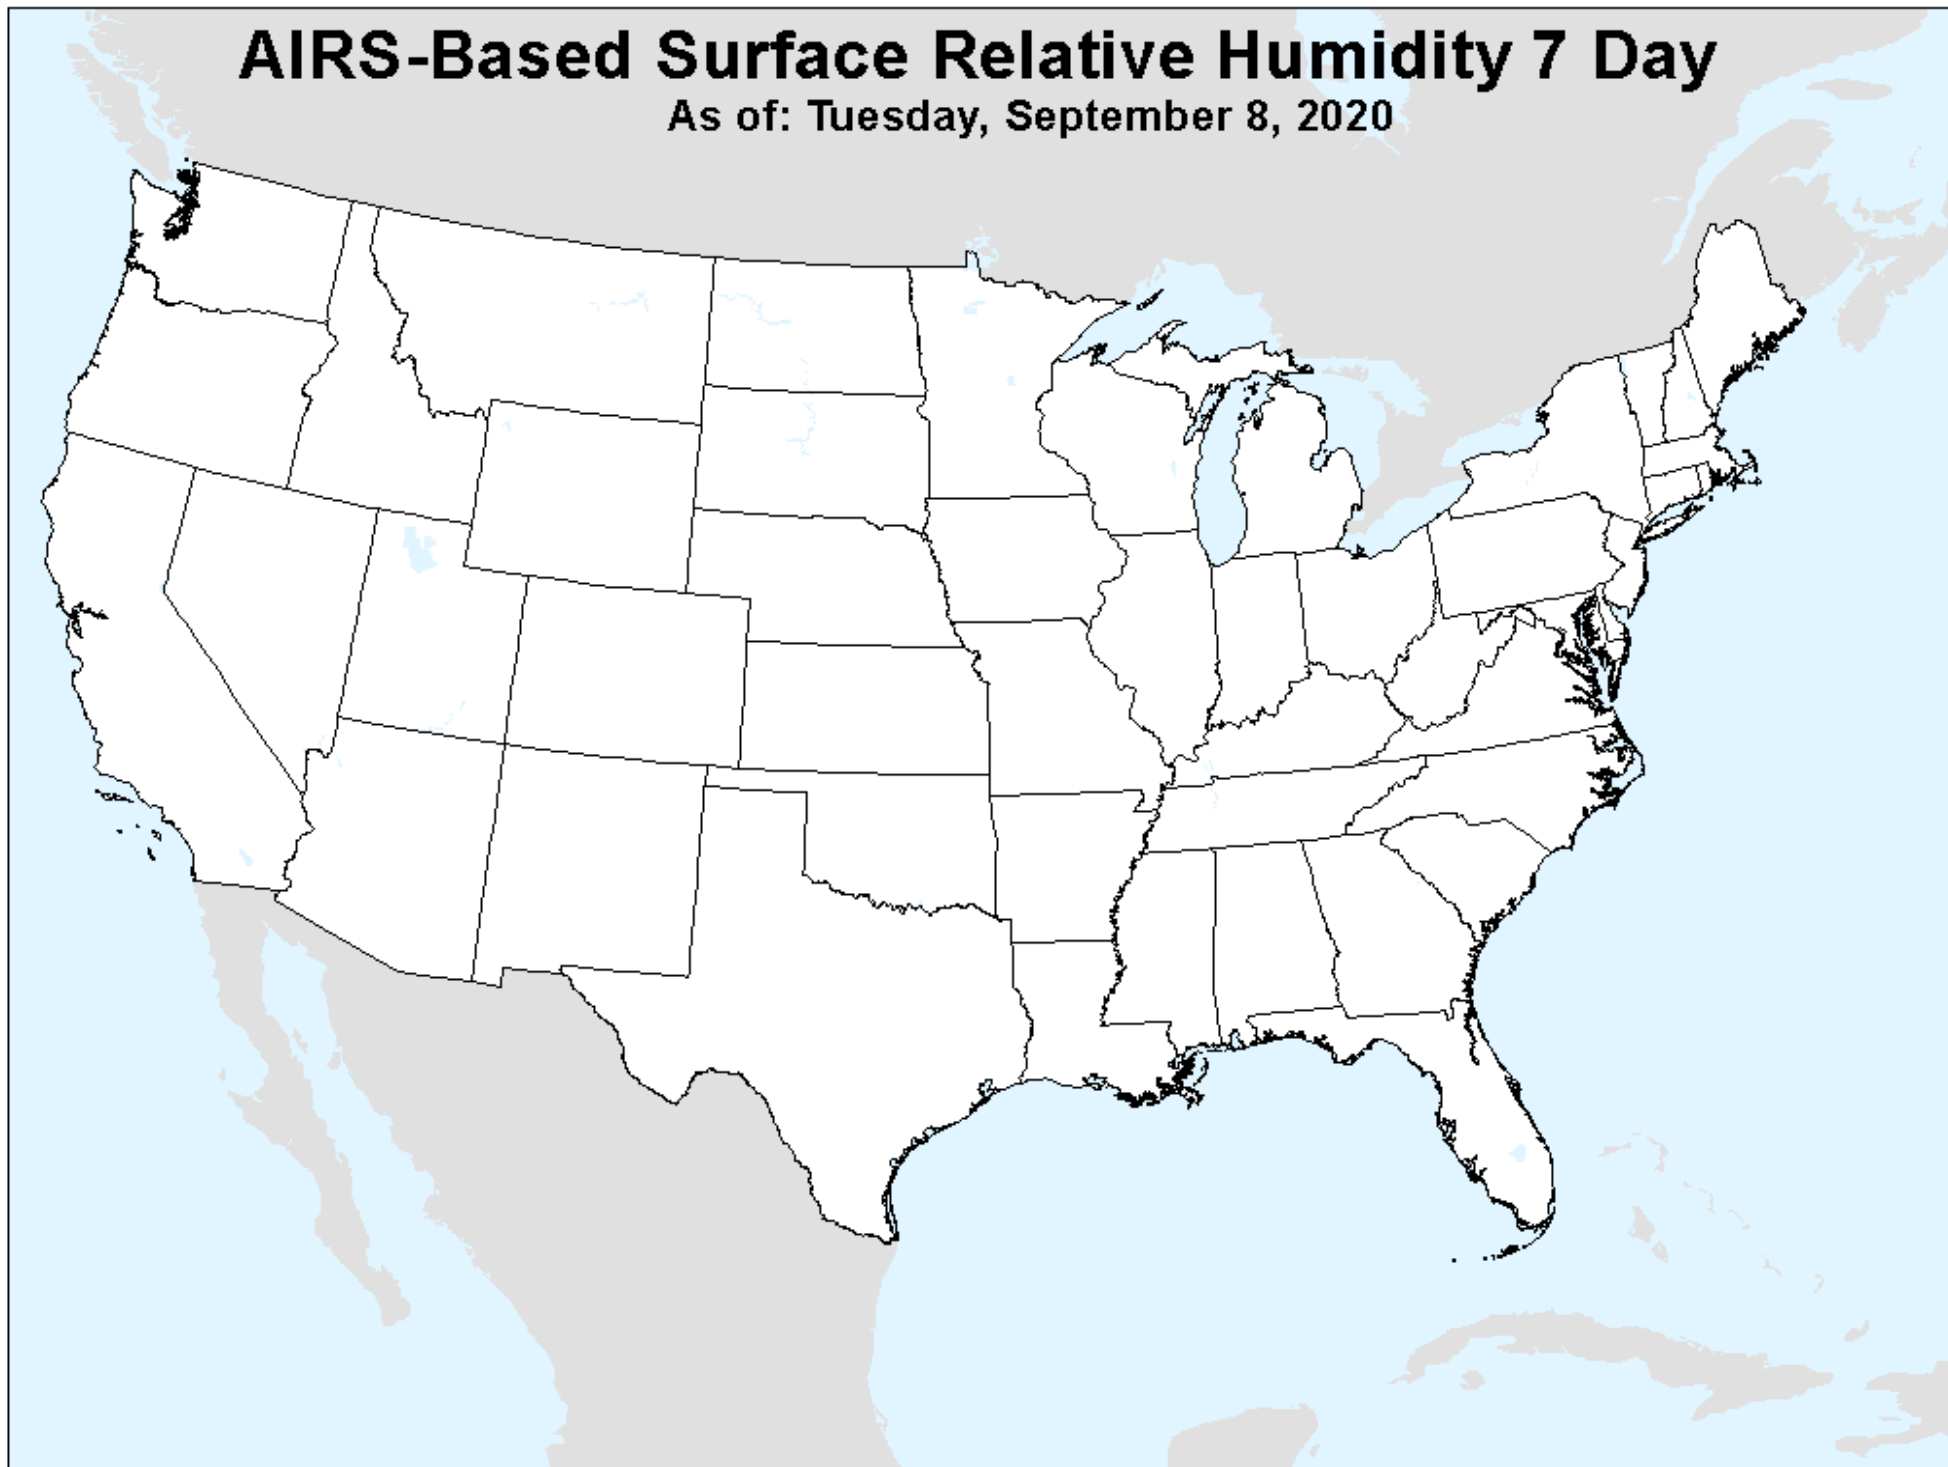 AIRS-Based Surface Relative Humidity 7 Day
As of: Tuesday, September 8, 2020